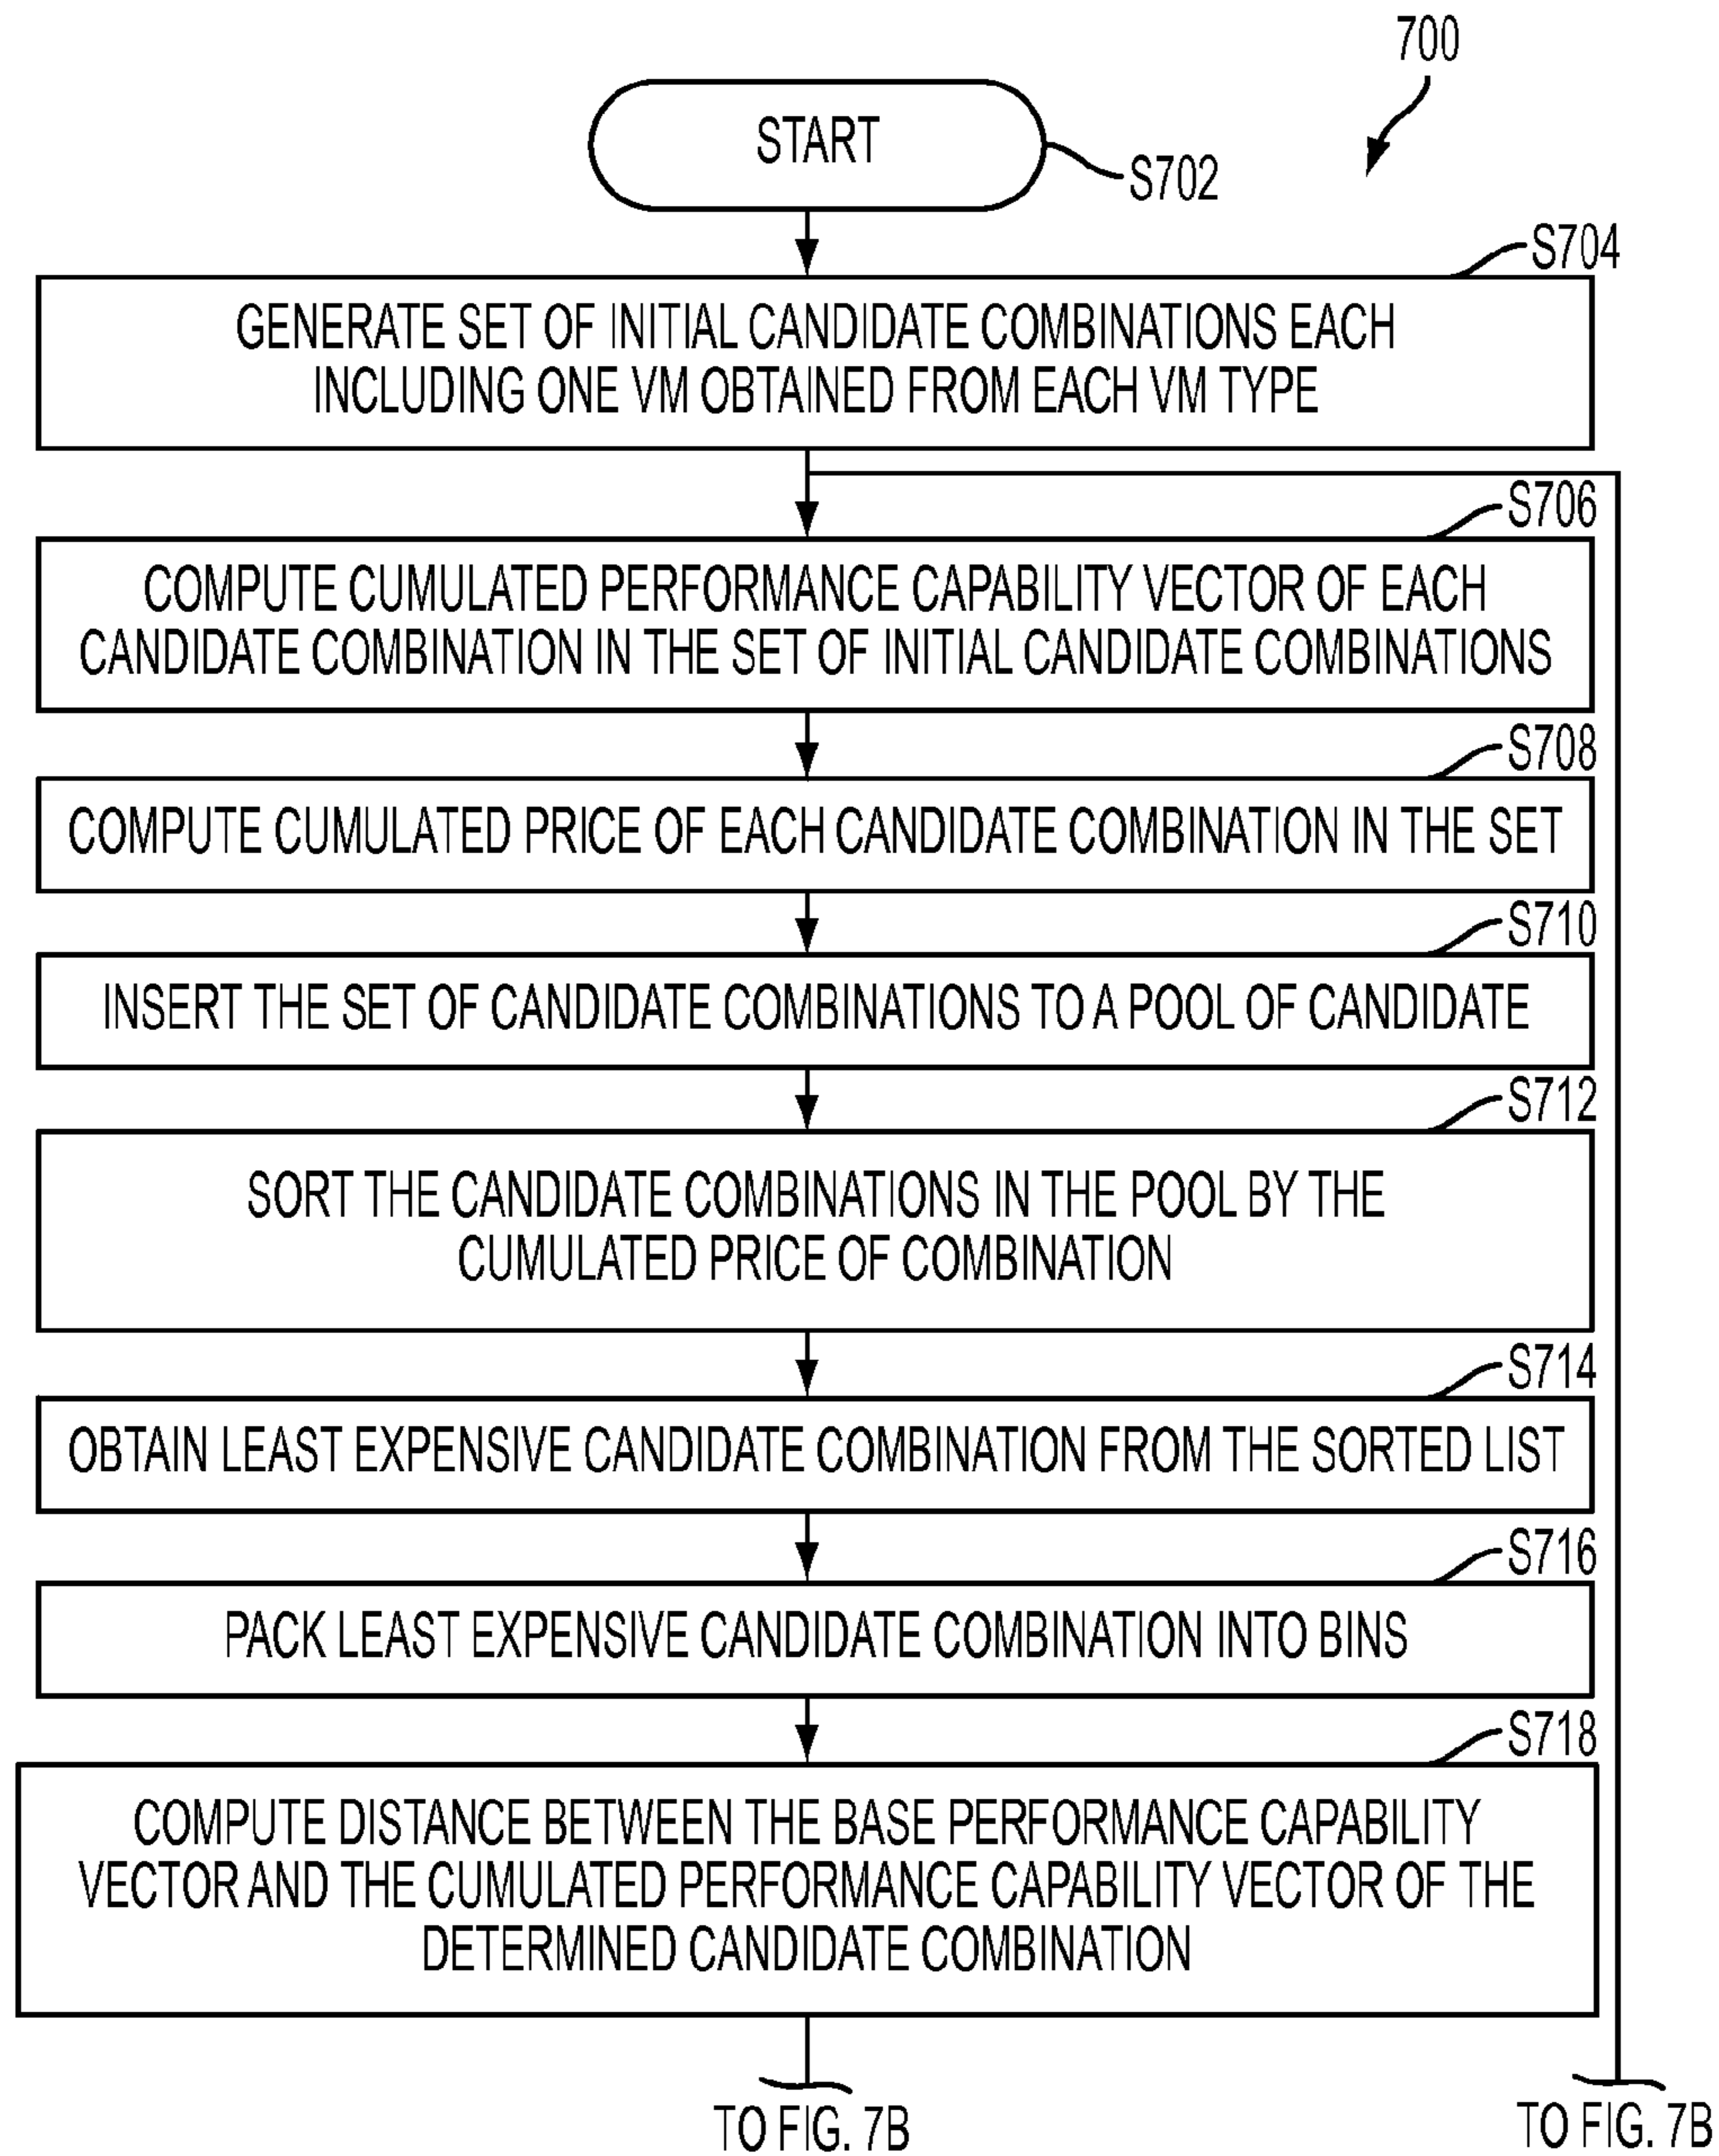 700
START
S702
S704
GENERATE SET OF INITIAL CANDIDATE COMBINATIONS EACH
INCLUDING ONE VM OBTAINED FROM EACH VM TYPE
S706
COMPUTE CUMULATED PERFORMANCE CAPABILITY VECTOR OF EACH
CANDIDATE COMBINATION IN THE SET OF INITIAL CANDIDATE COMBINATIONS
S708
COMPUTE CUMULATED PRICE OF EACH CANDIDATE COMBINATION IN THE SET
S710
INSERT THE SET OF CANDIDATE COMBINATIONS TO A POOL OF CANDIDATE
S712
SORT THE CANDIDATE COMBINATIONS IN THE POOL BY THE
CUMULATED PRICE OF COMBINATION
S714
OBTAIN LEAST EXPENSIVE CANDIDATE COMBINATION FROM THE SORTED LIST
S716
PACK LEAST EXPENSIVE CANDIDATE COMBINATION INTO BINS
S718
COMPUTE DISTANCE BETWEEN THE BASE PERFORMANCE CAPABILITY
VECTOR AND THE CUMULATED PERFORMANCE CAPABILITY VECTOR OF THE
DETERMINED CANDIDATE COMBINATION
TO FIG. 7B
TO FIG. 7B